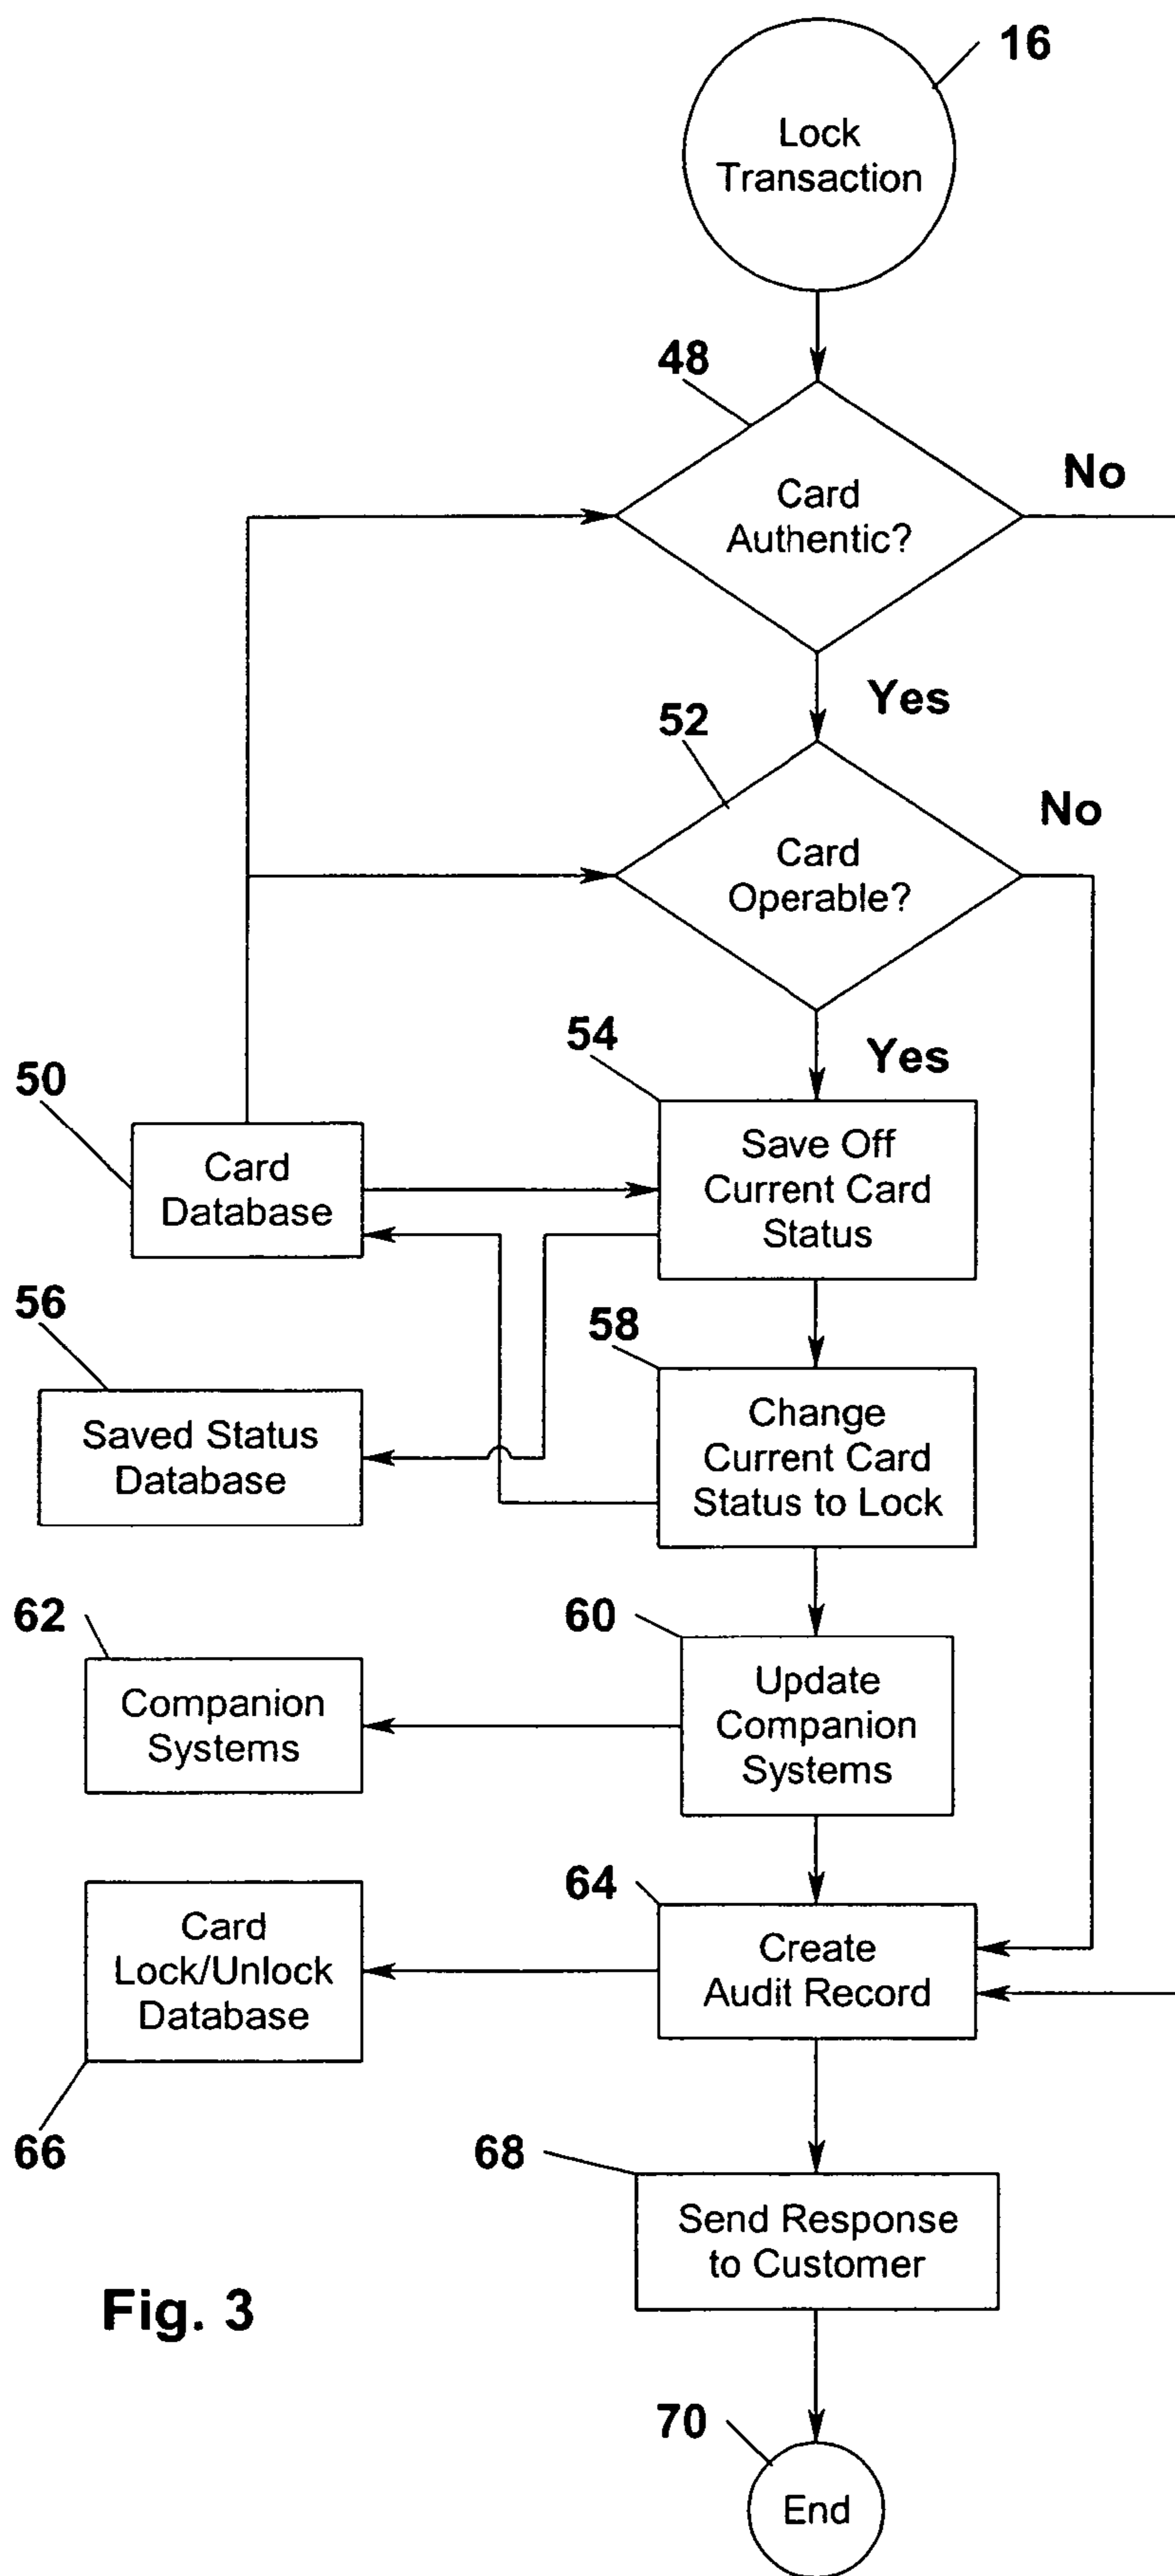 16
Lock
Transaction
48
No
Card
Authentic?
Yes
52
No
Card
Operable?
54
Yes
50
Save Off
Current Card
Status
Card
Database
56
58
Saved Status
Database
Change
Current Card
Status to Lock
62
60
Companion
Systems
Update
Companion
Systems
64
Card
Lock/Unlock
Database
Create
Audit Record
66
68
Send Response
to Customer
Fig. 3
70
End